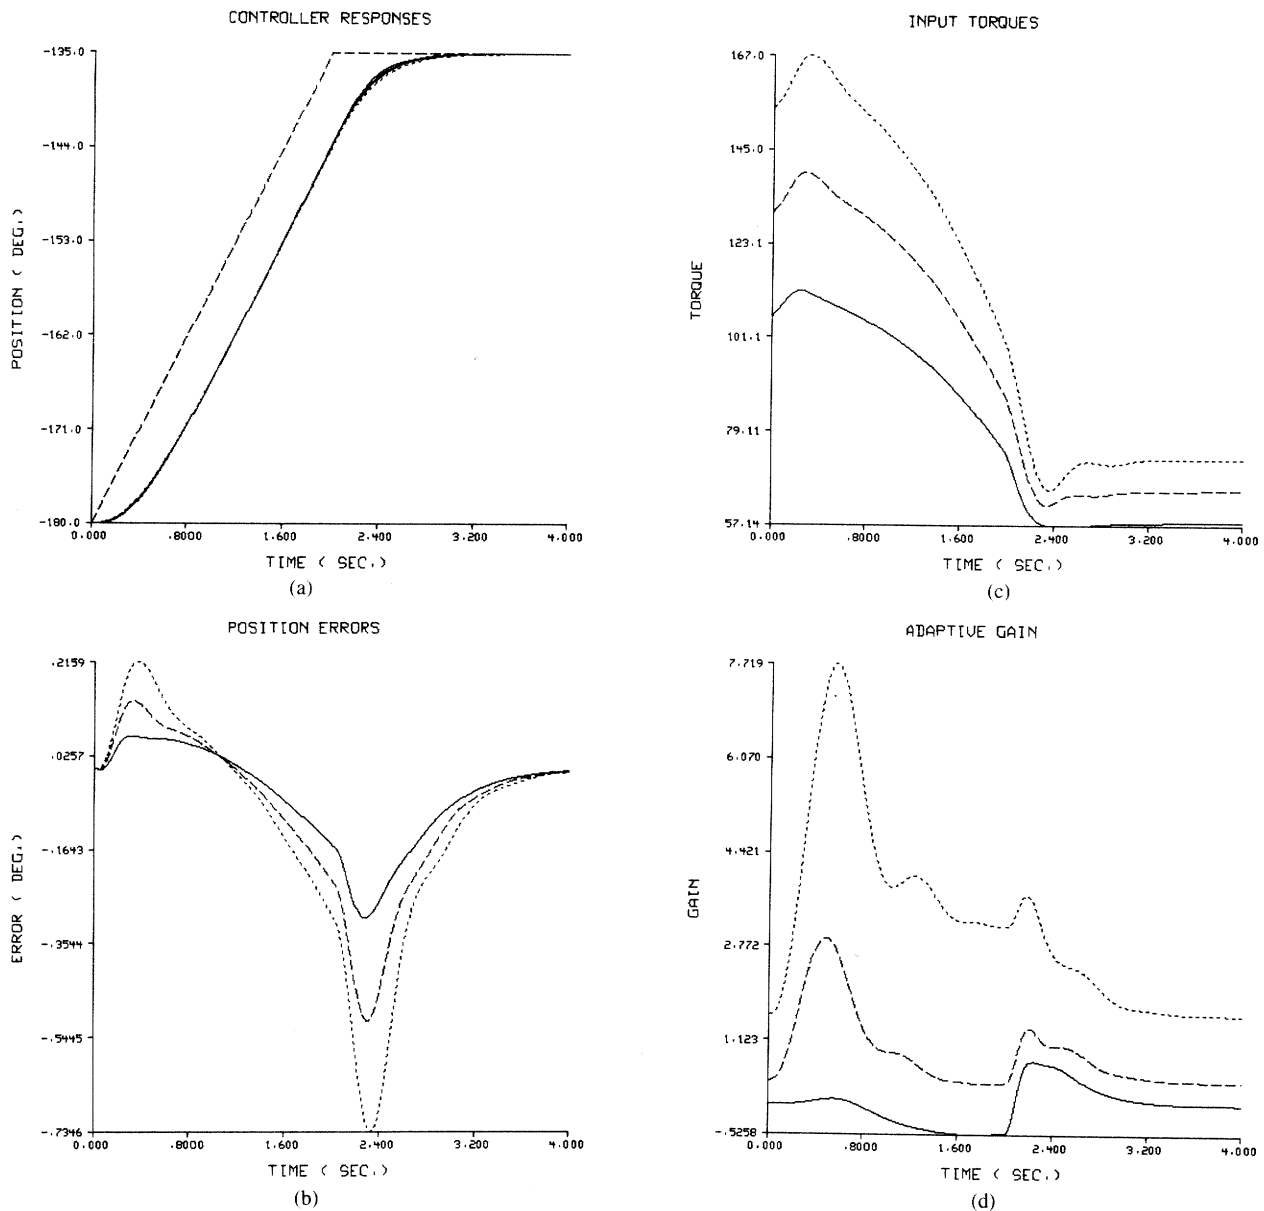 CONTROLLER RESPONSES
-135.0
-144.0
-153.0
-162.0
-171.0
-180.0
POSITION ( DEG. )
0.000 .8000 1.600 2.400 3.200 4.000
TIME ( SEC. )
(a)
INPUT TORQUES
167.0
145.0
123.1
101.1
79.11
57.14
TORQUE
0.000 .8000 1.600 2.400 3.200 4.000
TIME ( SEC. )
(c)
POSITION ERRORS
.2159
.0257
-.1643
-.3544
-.5445
-.7346
ERROR ( DEG. )
0.000 .8000 1.600 2.400 3.200 4.000
TIME ( SEC. )
(b)
ADAPTIVE GAIN
7.719
6.070
4.421
2.772
1.123
-.5258
GAIN
0.000 .8000 1.600 2.400 3.200 4.000
TIME ( SEC. )
(d)